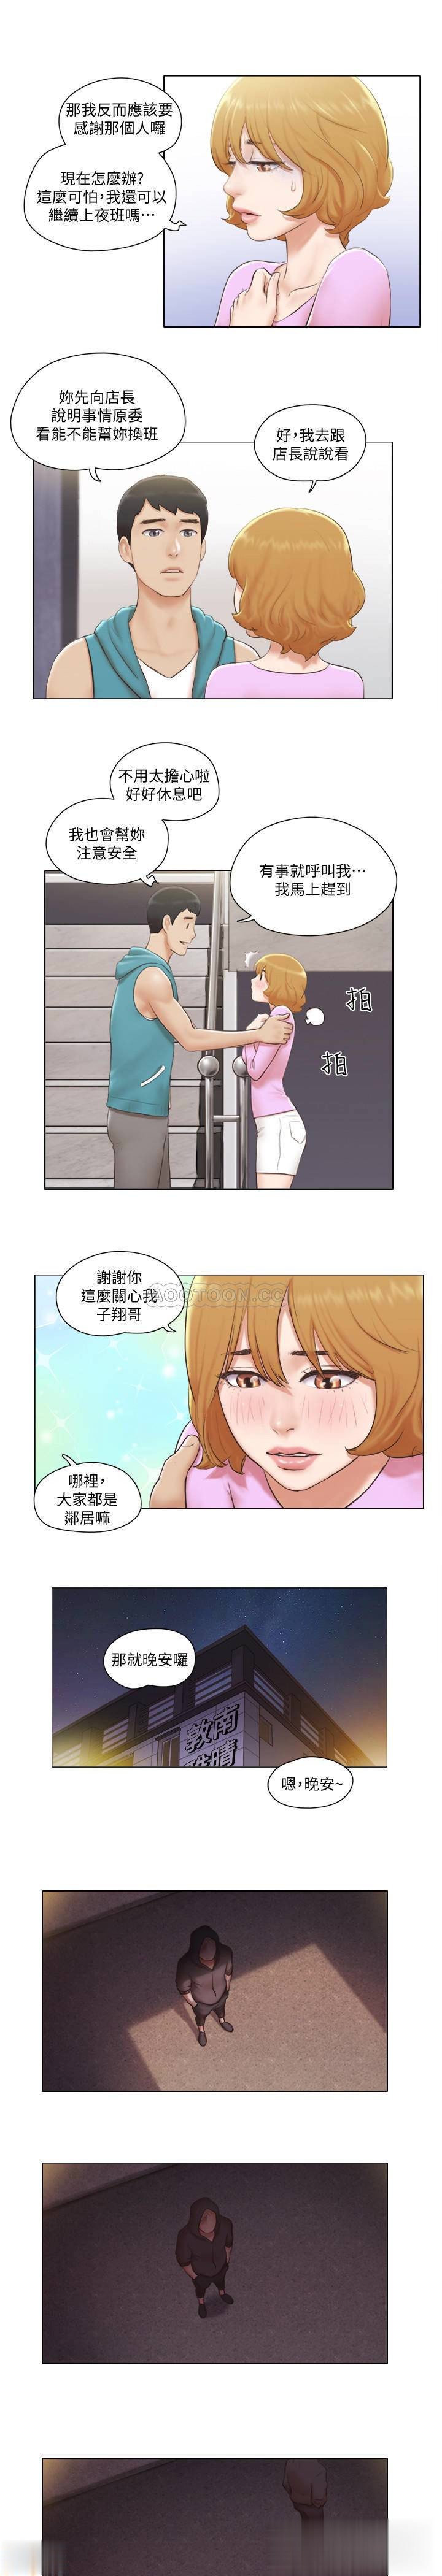 那我反而應該要
感謝那個人囉
現在怎麼辦?
這麼可怕，我還可以
繼續上夜班嗎…
妳先向店長
說明事情原委
看能不能幫妳換班
好，我去跟
店長說說看
不用太擔心啦
好好休息吧
我也會幫妳
注意安全
有事就呼叫我…
我馬上趕到
拍
拍
謝謝你
這麼關心我
子翔哥
哪裡，
大家都是
鄰居嘛
那就晚安囉
敦南
嗯，晚安~